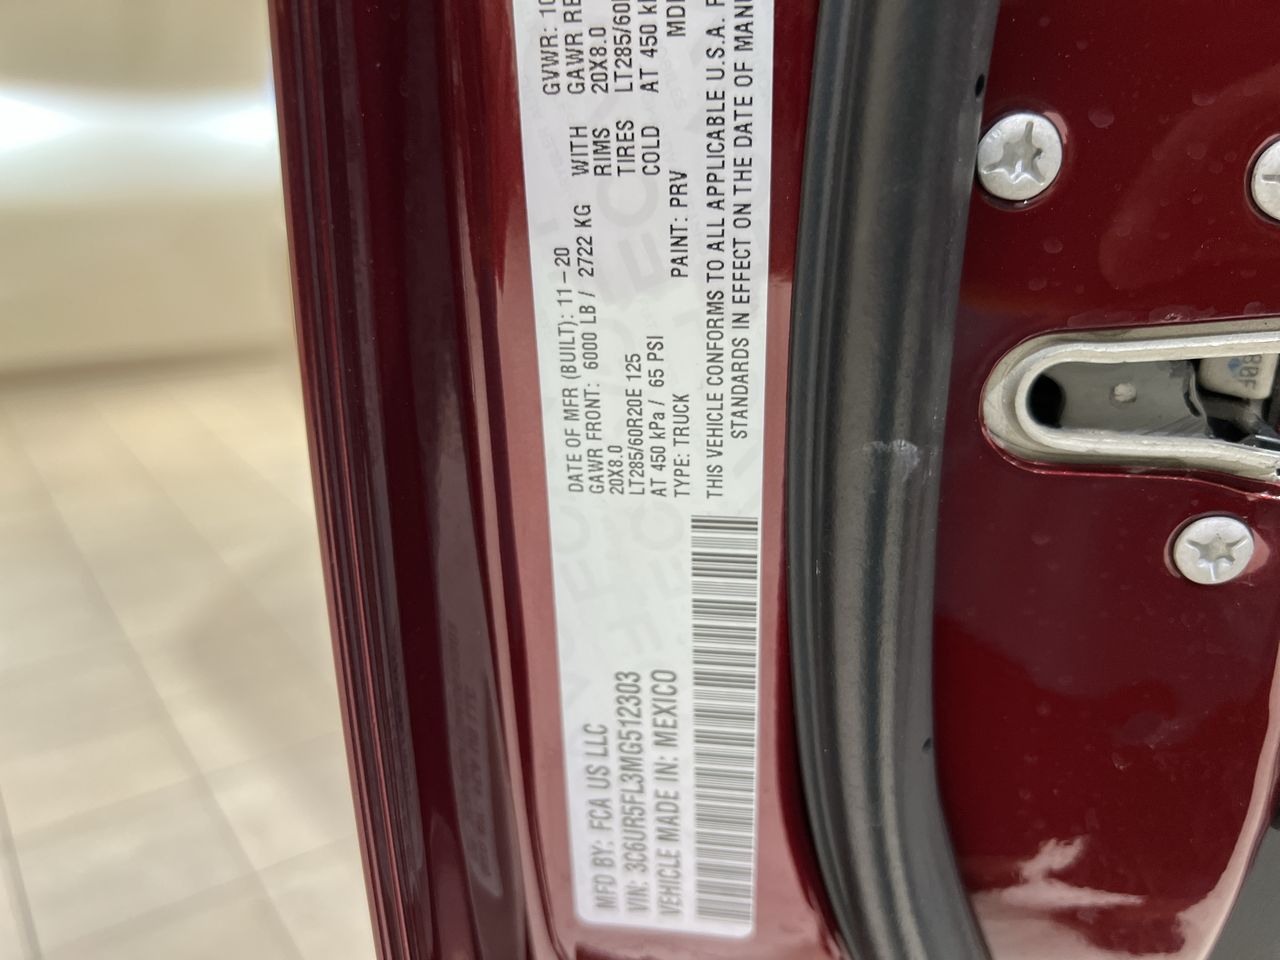 MFD BY: FCA US LLC
VIN: 3C6UR5FL3MG512303
VEHICLE MADE IN: MEXICO
DATE OF MFR (BUILT): 11-20
GVWR: 10
GAWR FRONT: 6000 LB / 2722 KG WITH GAWR RE
20X8.0 RIMS 20X8.0
LT285/60R20E 125 TIRES LT285/60
AT 450 kPa / 65 PSI COLD AT 450 k
TYPE: TRUCK PAINT: PRV MD
THIS VEHICLE CONFORMS TO ALL APPLICABLE U.S.A. F
STANDARDS IN EFFECT ON THE DATE OF MANU